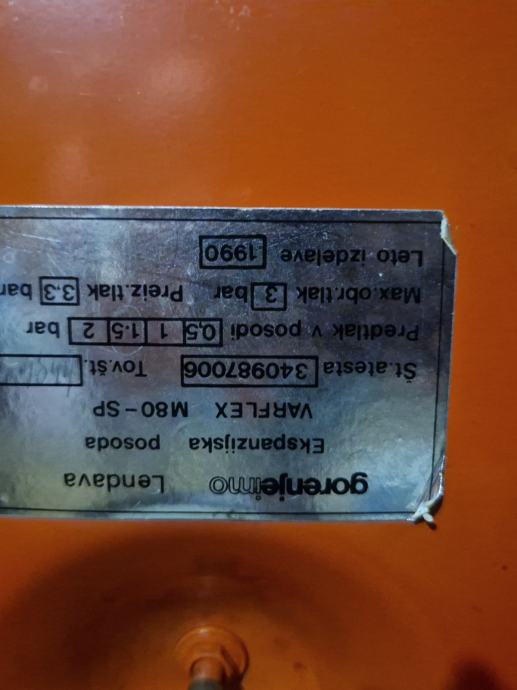 gorenjeimo Lendava
Ekspanzijska posoda
VARFLEX M80-SP
Št.atesta 340987006 Tov.št.
Predtlak v posodi 0,5 1 1·5 2 bar
Max.obr.tlak 3 bar Preiz.tlak 3,3 bar
Leto izdelave 1990